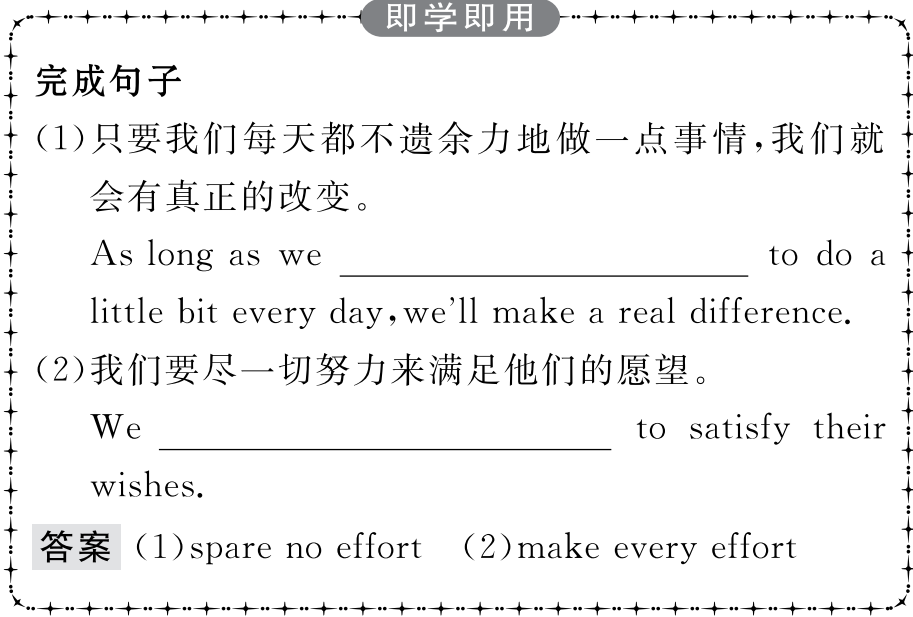 即学即用
完成句子
(1)只要我们每天都不遗余力地做一点事情,我们就
会有真正的改变。
As long as we ____________________ to do a
little bit every day,we'll make a real difference.
(2)我们要尽一切努力来满足他们的愿望。
We ______________________ to satisfy their
wishes.
答案 (1)spare no effort (2)make every effort